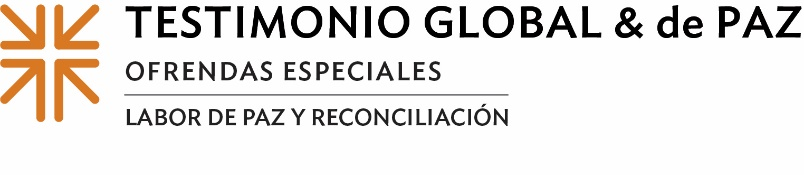 TESTIMONIO GLOBAL & de PAZ
OFRENDAS ESPECIALES
LABOR DE PAZ Y RECONCILIACIÓN